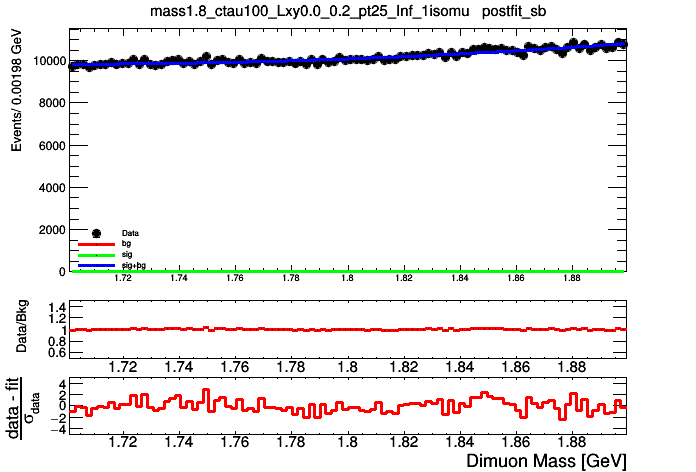 mass1.8_ctau100_Lxy0.0_0.2_pt25_Inf_1isomu postfit_sb
Events/ 0.00198 GeV
10000
8000
6000
4000
2000
0
Data
bg
sig
sig+bg
1.72 1.74 1.76 1.78 1.8 1.82 1.84 1.86 1.88
Data/Bkg
1.4
1.2
1
0.8
0.6
1.72 1.74 1.76 1.78 1.8 1.82 1.84 1.86 1.88
data - fit
σdata
4
2
0
−2
−4
1.72 1.74 1.76 1.78 1.8 1.82 1.84 1.86 1.88
Dimuon Mass [GeV]